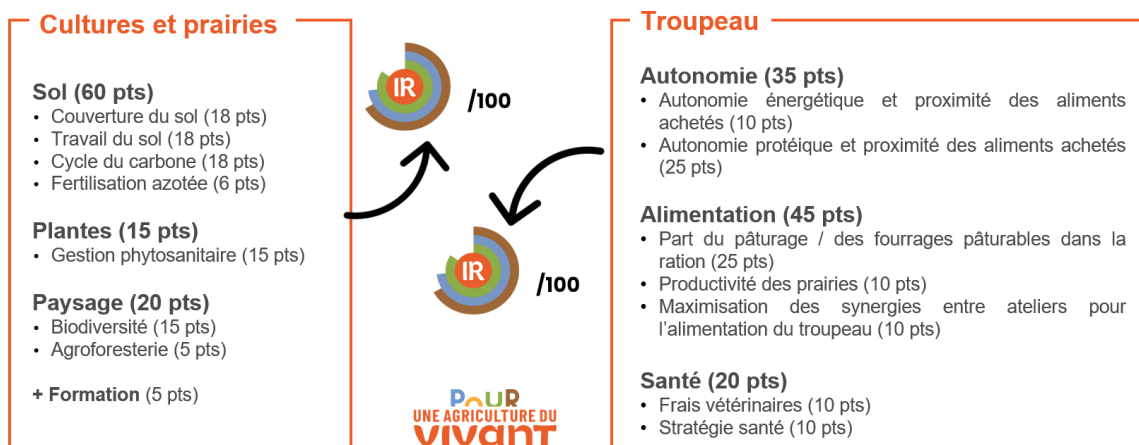 Cultures et prairies
Sol (60 pts)
• Couverture du sol (18 pts)
• Travail du sol (18 pts)
• Cycle du carbone (18 pts)
• Fertilisation azotée (6 pts)
Plantes (15 pts)
• Gestion phytosanitaire (15 pts)
Paysage (20 pts)
• Biodiversité (15 pts)
• Agroforesterie (5 pts)
+ Formation (5 pts)
IR
/100
IR
/100
POUR
UNE AGRICULTURE DU
VIVANT
Troupeau
Autonomie (35 pts)
• Autonomie énergétique et proximité des aliments
achetés (10 pts)
• Autonomie protéique et proximité des aliments achetés
(25 pts)
Alimentation (45 pts)
• Part du pâturage / des fourrages pâturables dans la
ration (25 pts)
• Productivité des prairies (10 pts)
• Maximisation des synergies entre ateliers pour
l'alimentation du troupeau (10 pts)
Santé (20 pts)
• Frais vétérinaires (10 pts)
• Stratégie santé (10 pts)